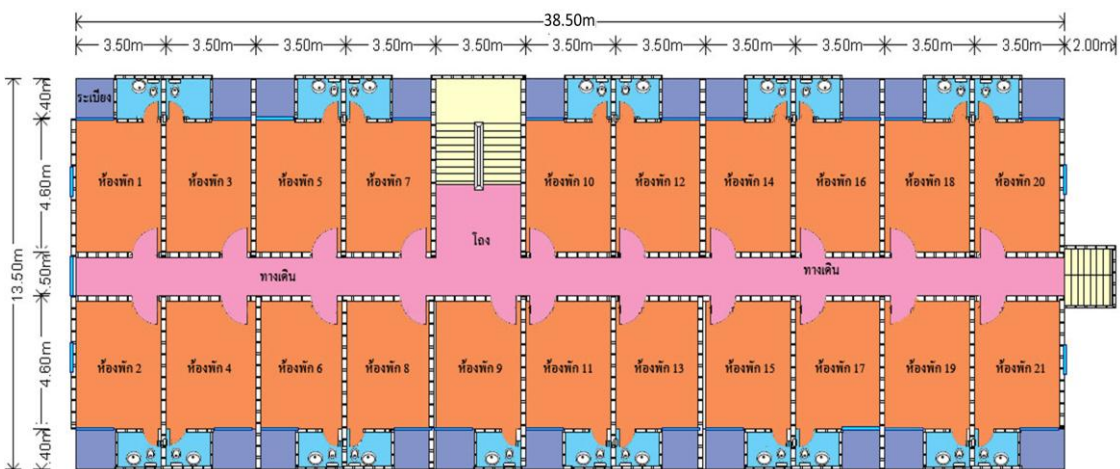 38.50m
3.50m 3.50m 3.50m 3.50m 3.50m 3.50m 3.50m 3.50m 3.50m 3.50m 3.50m 2.00m
.40m
ระเบียง
4.60m
ห้องพัก 1 ห้องพัก 3 ห้องพัก 5 ห้องพัก 7 ห้องพัก 10 ห้องพัก 12 ห้องพัก 14 ห้องพัก 16 ห้องพัก 18 ห้องพัก 20
โถง
13.50m
.50m
ทางเดิน ทางเดิน
4.60m
ห้องพัก 2 ห้องพัก 4 ห้องพัก 6 ห้องพัก 8 ห้องพัก 9 ห้องพัก 11 ห้องพัก 13 ห้องพัก 15 ห้องพัก 17 ห้องพัก 19 ห้องพัก 21
.40m